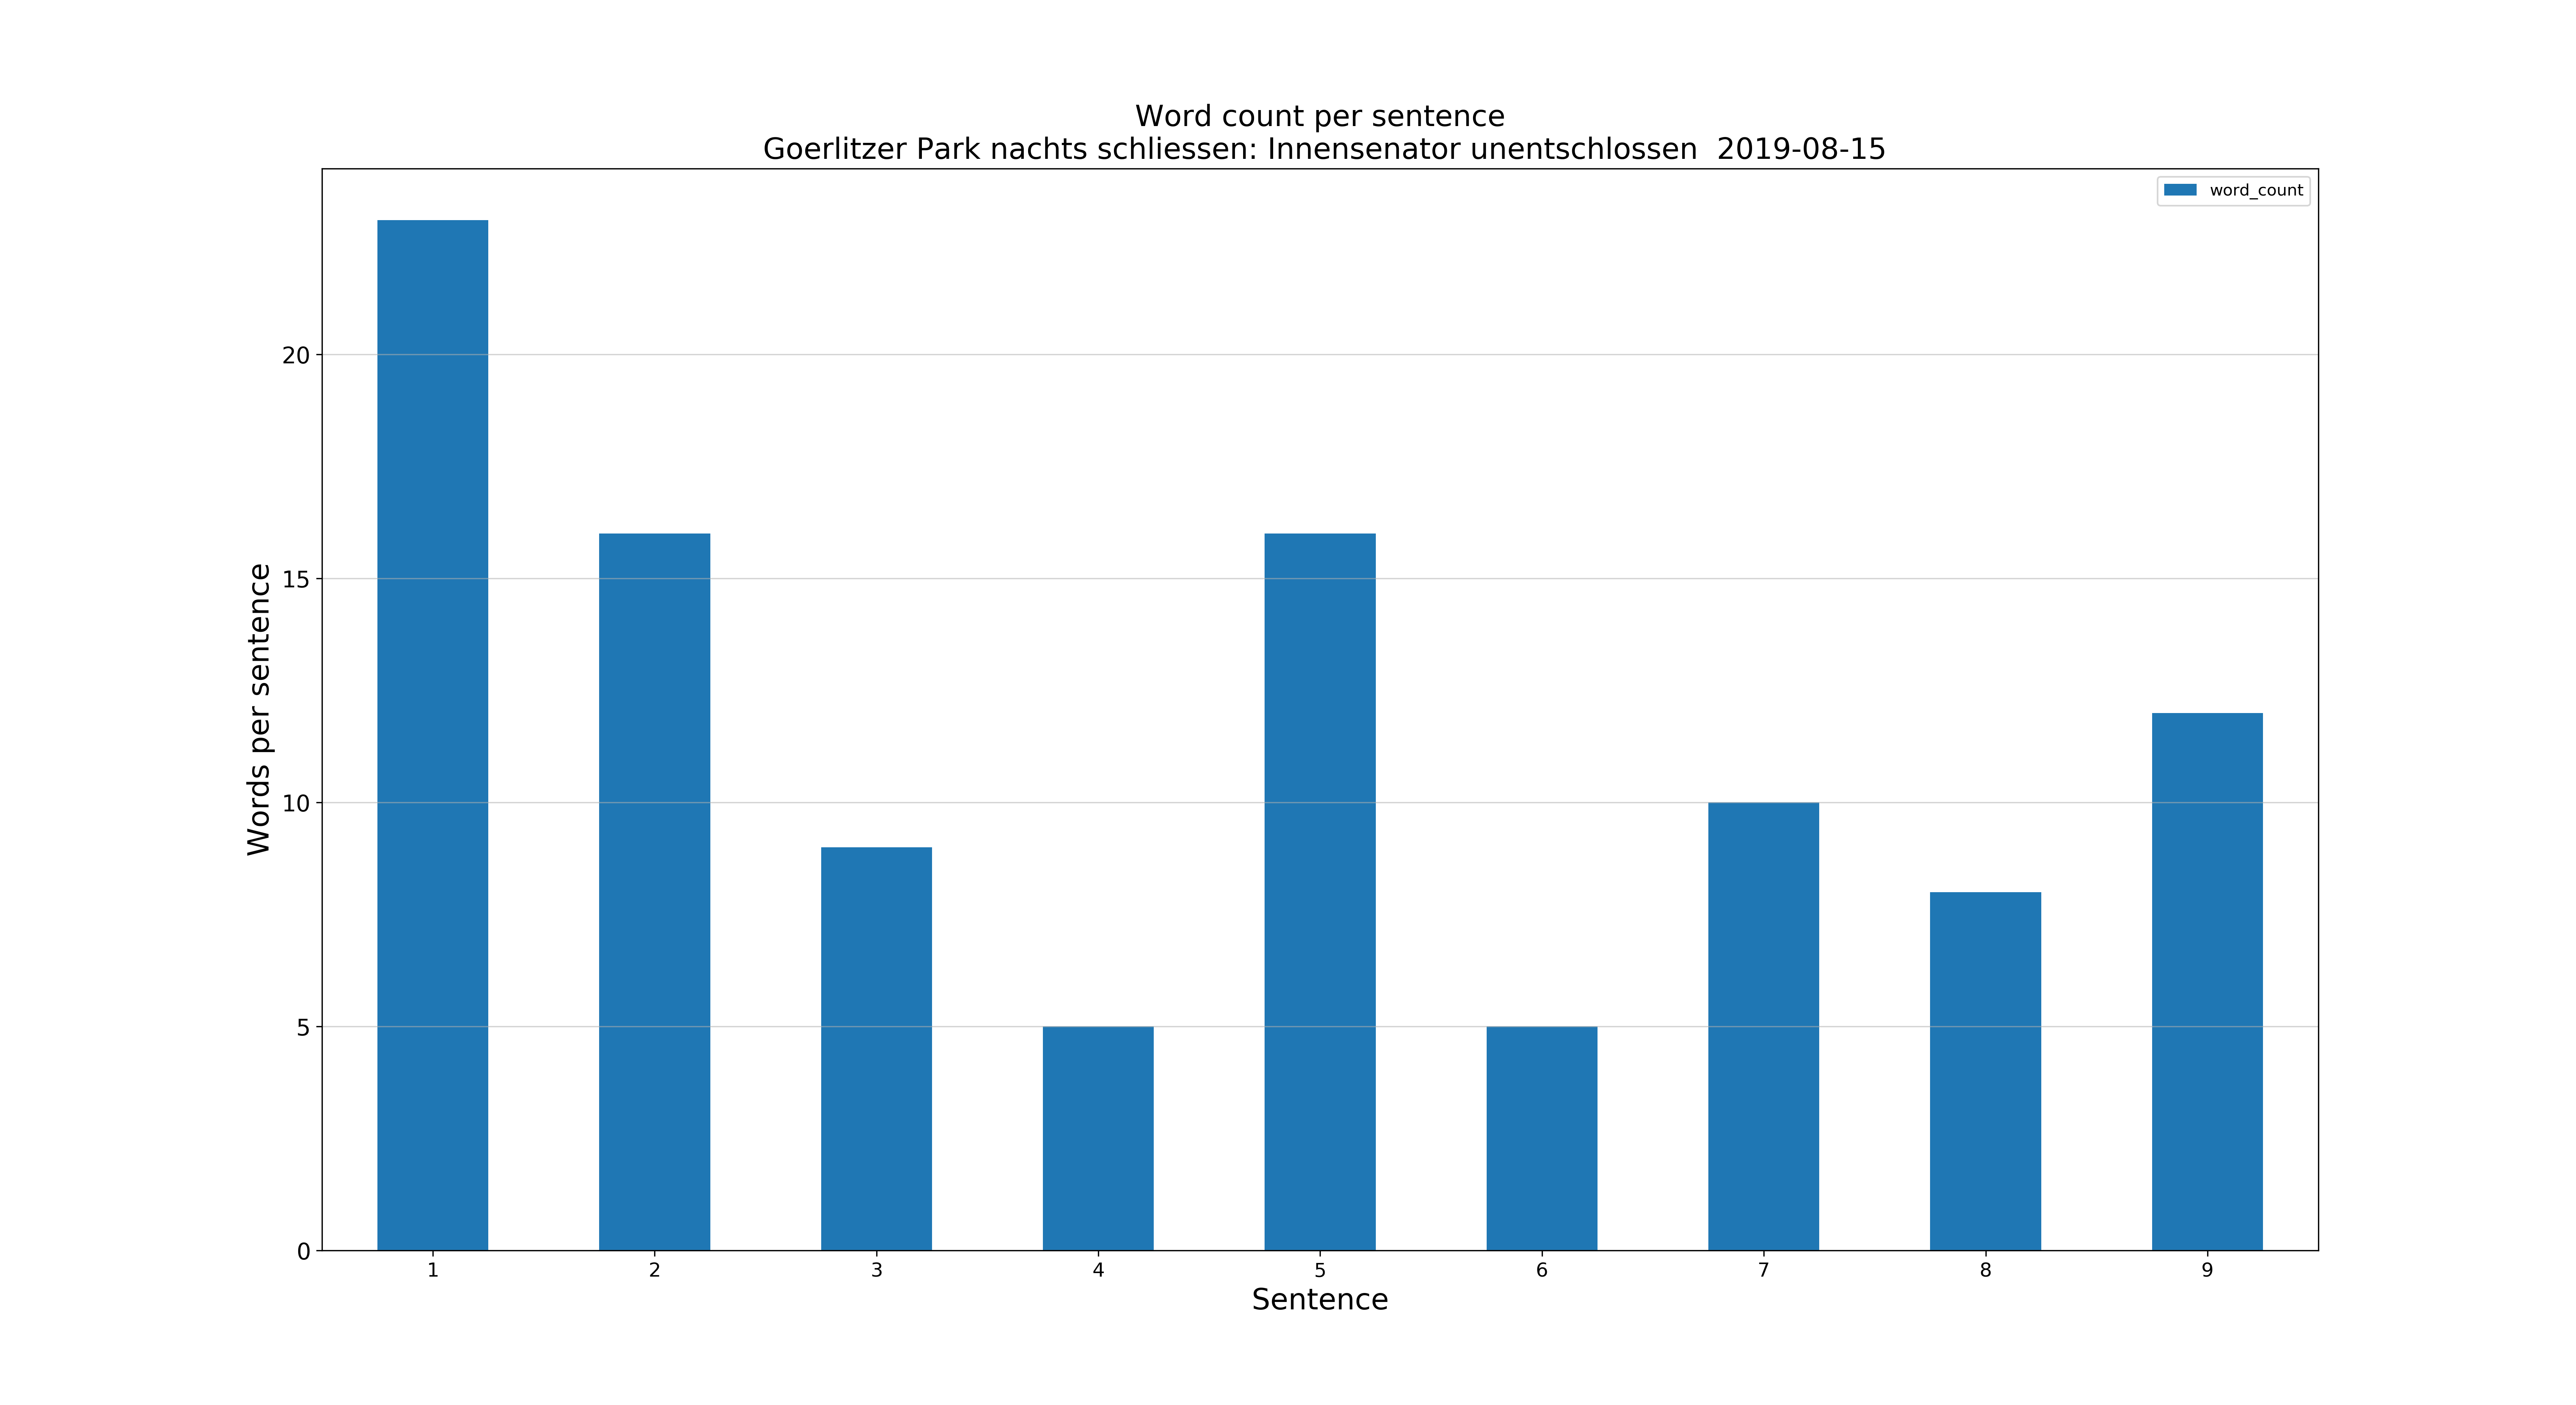 Word count per sentence
Goerlitzer Park nachts schliessen: Innensenator unentschlossen  2019-08-15
word_count
Words per sentence
20
15
10
5
0
1 2 3 4 5 6 7 8 9
Sentence